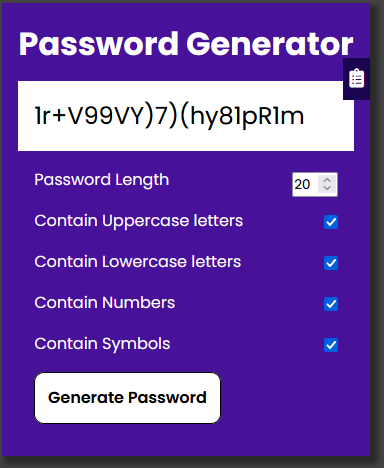 Password Generator
1r+V99VY)7)(hy81pR1m
Password Length 20
Contain Uppercase letters
Contain Lowercase letters
Contain Numbers
Contain Symbols
Generate Password